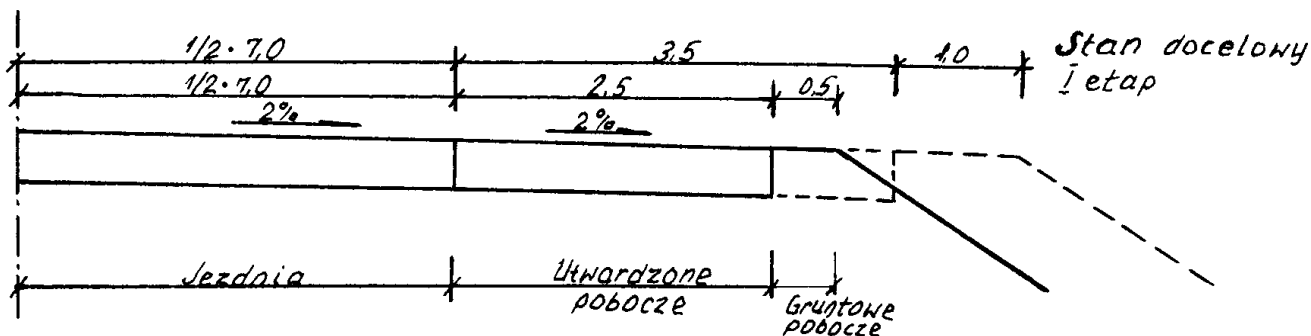 1/2·7,0 3,5 1,0 Stan docelowy
1/2·7,0 2,5 0,5 I etap
2% 2%
Jezdnia Utwardzone pobocze Gruntowe pobocze